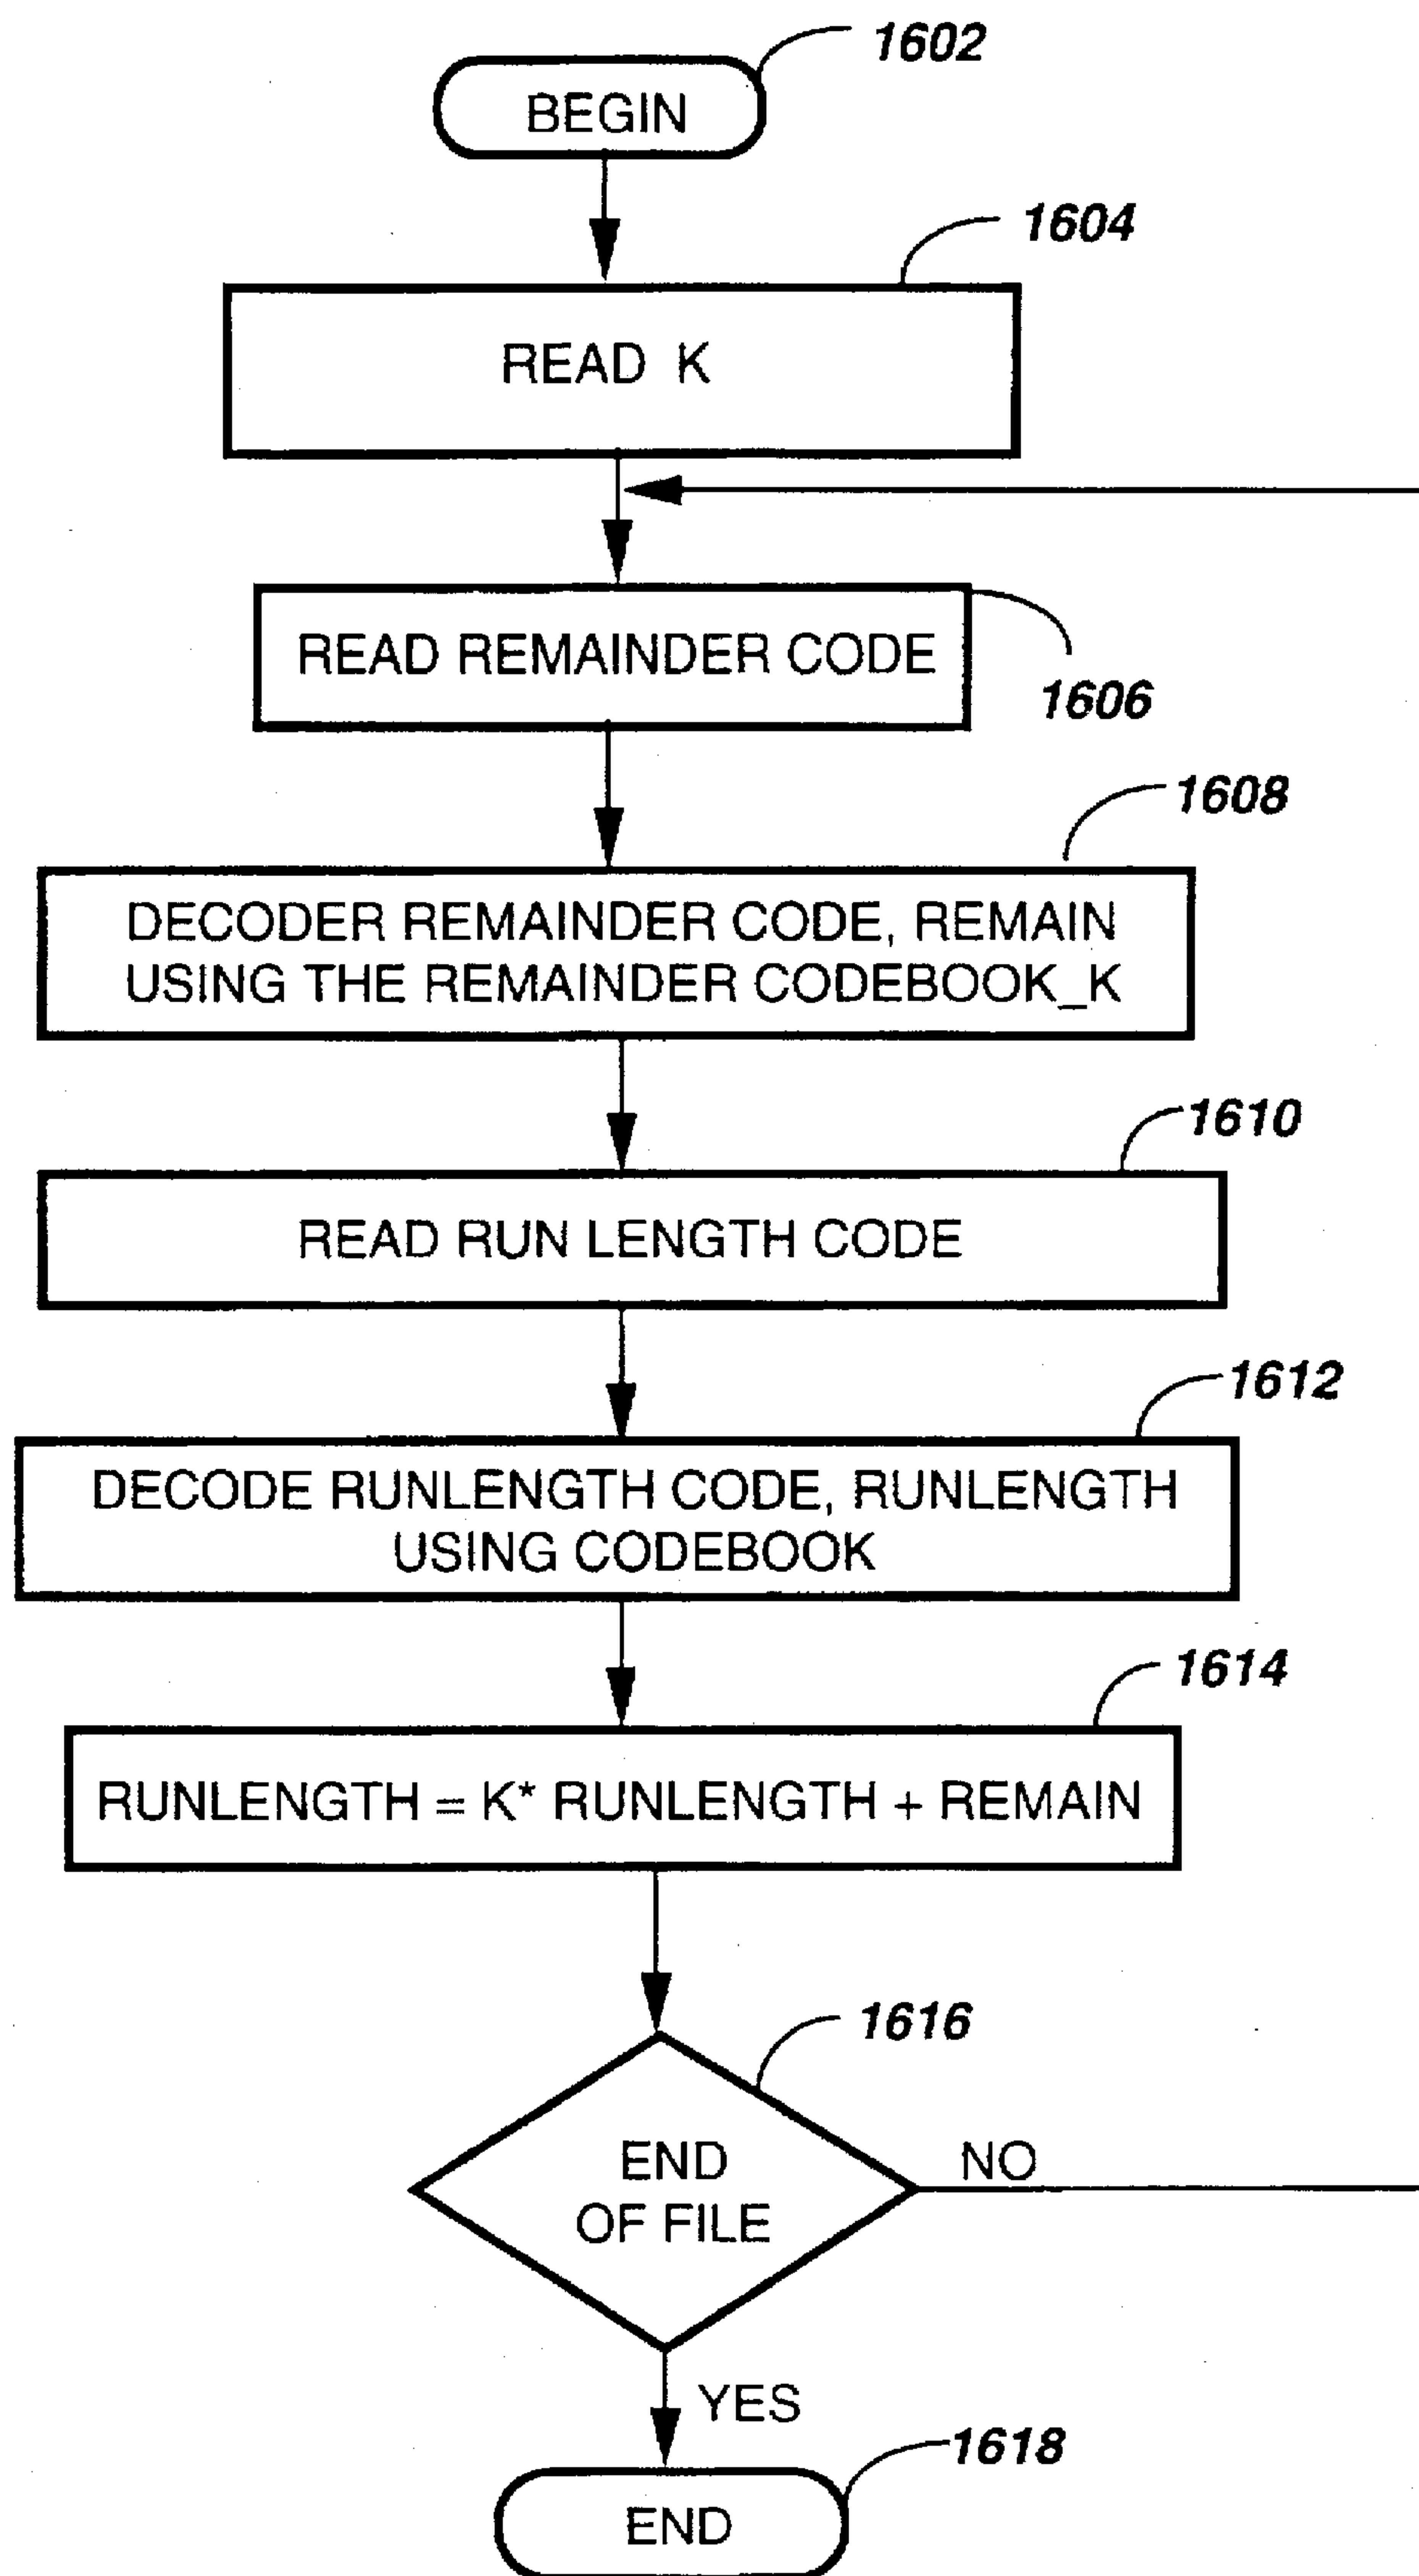 1602
BEGIN
1604
READ K
READ REMAINDER CODE
1606
1608
DECODER REMAINDER CODE, REMAIN
USING THE REMAINDER CODEBOOK_K
1610
READ RUN LENGTH CODE
1612
DECODE RUNLENGTH CODE, RUNLENGTH
USING CODEBOOK
1614
RUNLENGTH = K* RUNLENGTH + REMAIN
1616
END
OF FILE
NO
YES
1618
END